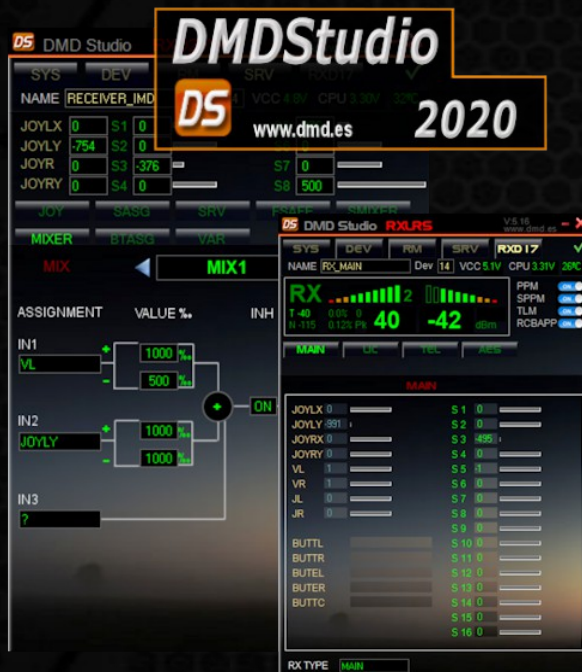 DMDStudio
DS
www.dmd.es
2020
DS DMD Studio
SYS DEV SRV RXD17
NAME RECEIVER_IMD VCC 4.8V CPU 3.30V 32ºC
JOYLX 0 S1 0
JOYLY -754 S2 0
JOYR 0 S3 -376 S7 0
JOYRY 0 S4 0 S8 500
JOY SASG SRV FSAFE SMIXER
MIXER BTASG VAR
MIX MIX1
ASSIGNMENT VALUE ‰ INH
IN1
VL
+ 1000 ‰
- 500 ‰
+ ON
IN2
JOYLY
+ 1000 ‰
- 1000 ‰
IN3
?
DS DMD Studio RXLRS V:5.16
www.dmd.es - X
SYS DEV RM SRV RXD17
NAME RX_MAIN Dev 14 VCC 5.1V CPU 3.31V 26ºC
RX 2
T -40 0.0% 0
N -115 0.12% Pk 40 -42 dBm
PPM ON
SPPM ON
TLM ON
RCBAPP ON
MAIN UC TEL AES
MAIN
JOYLX 0 S 1 0
JOYLY -991 S 2 0
JOYRX 0 S 3 -495
JOYRY 0 S 4 0
VL 1 S 5 -1
VR 1 S 6 0
JL 0 S 7 0
JR 0 S 8 0
S 9 0
BUTTL S 10 0
BUTTR S 11 0
BUTEL S 12 0
BUTER S 13 0
BUTTC S 14 0
S 15 0
S 16 0
RX TYPE MAIN